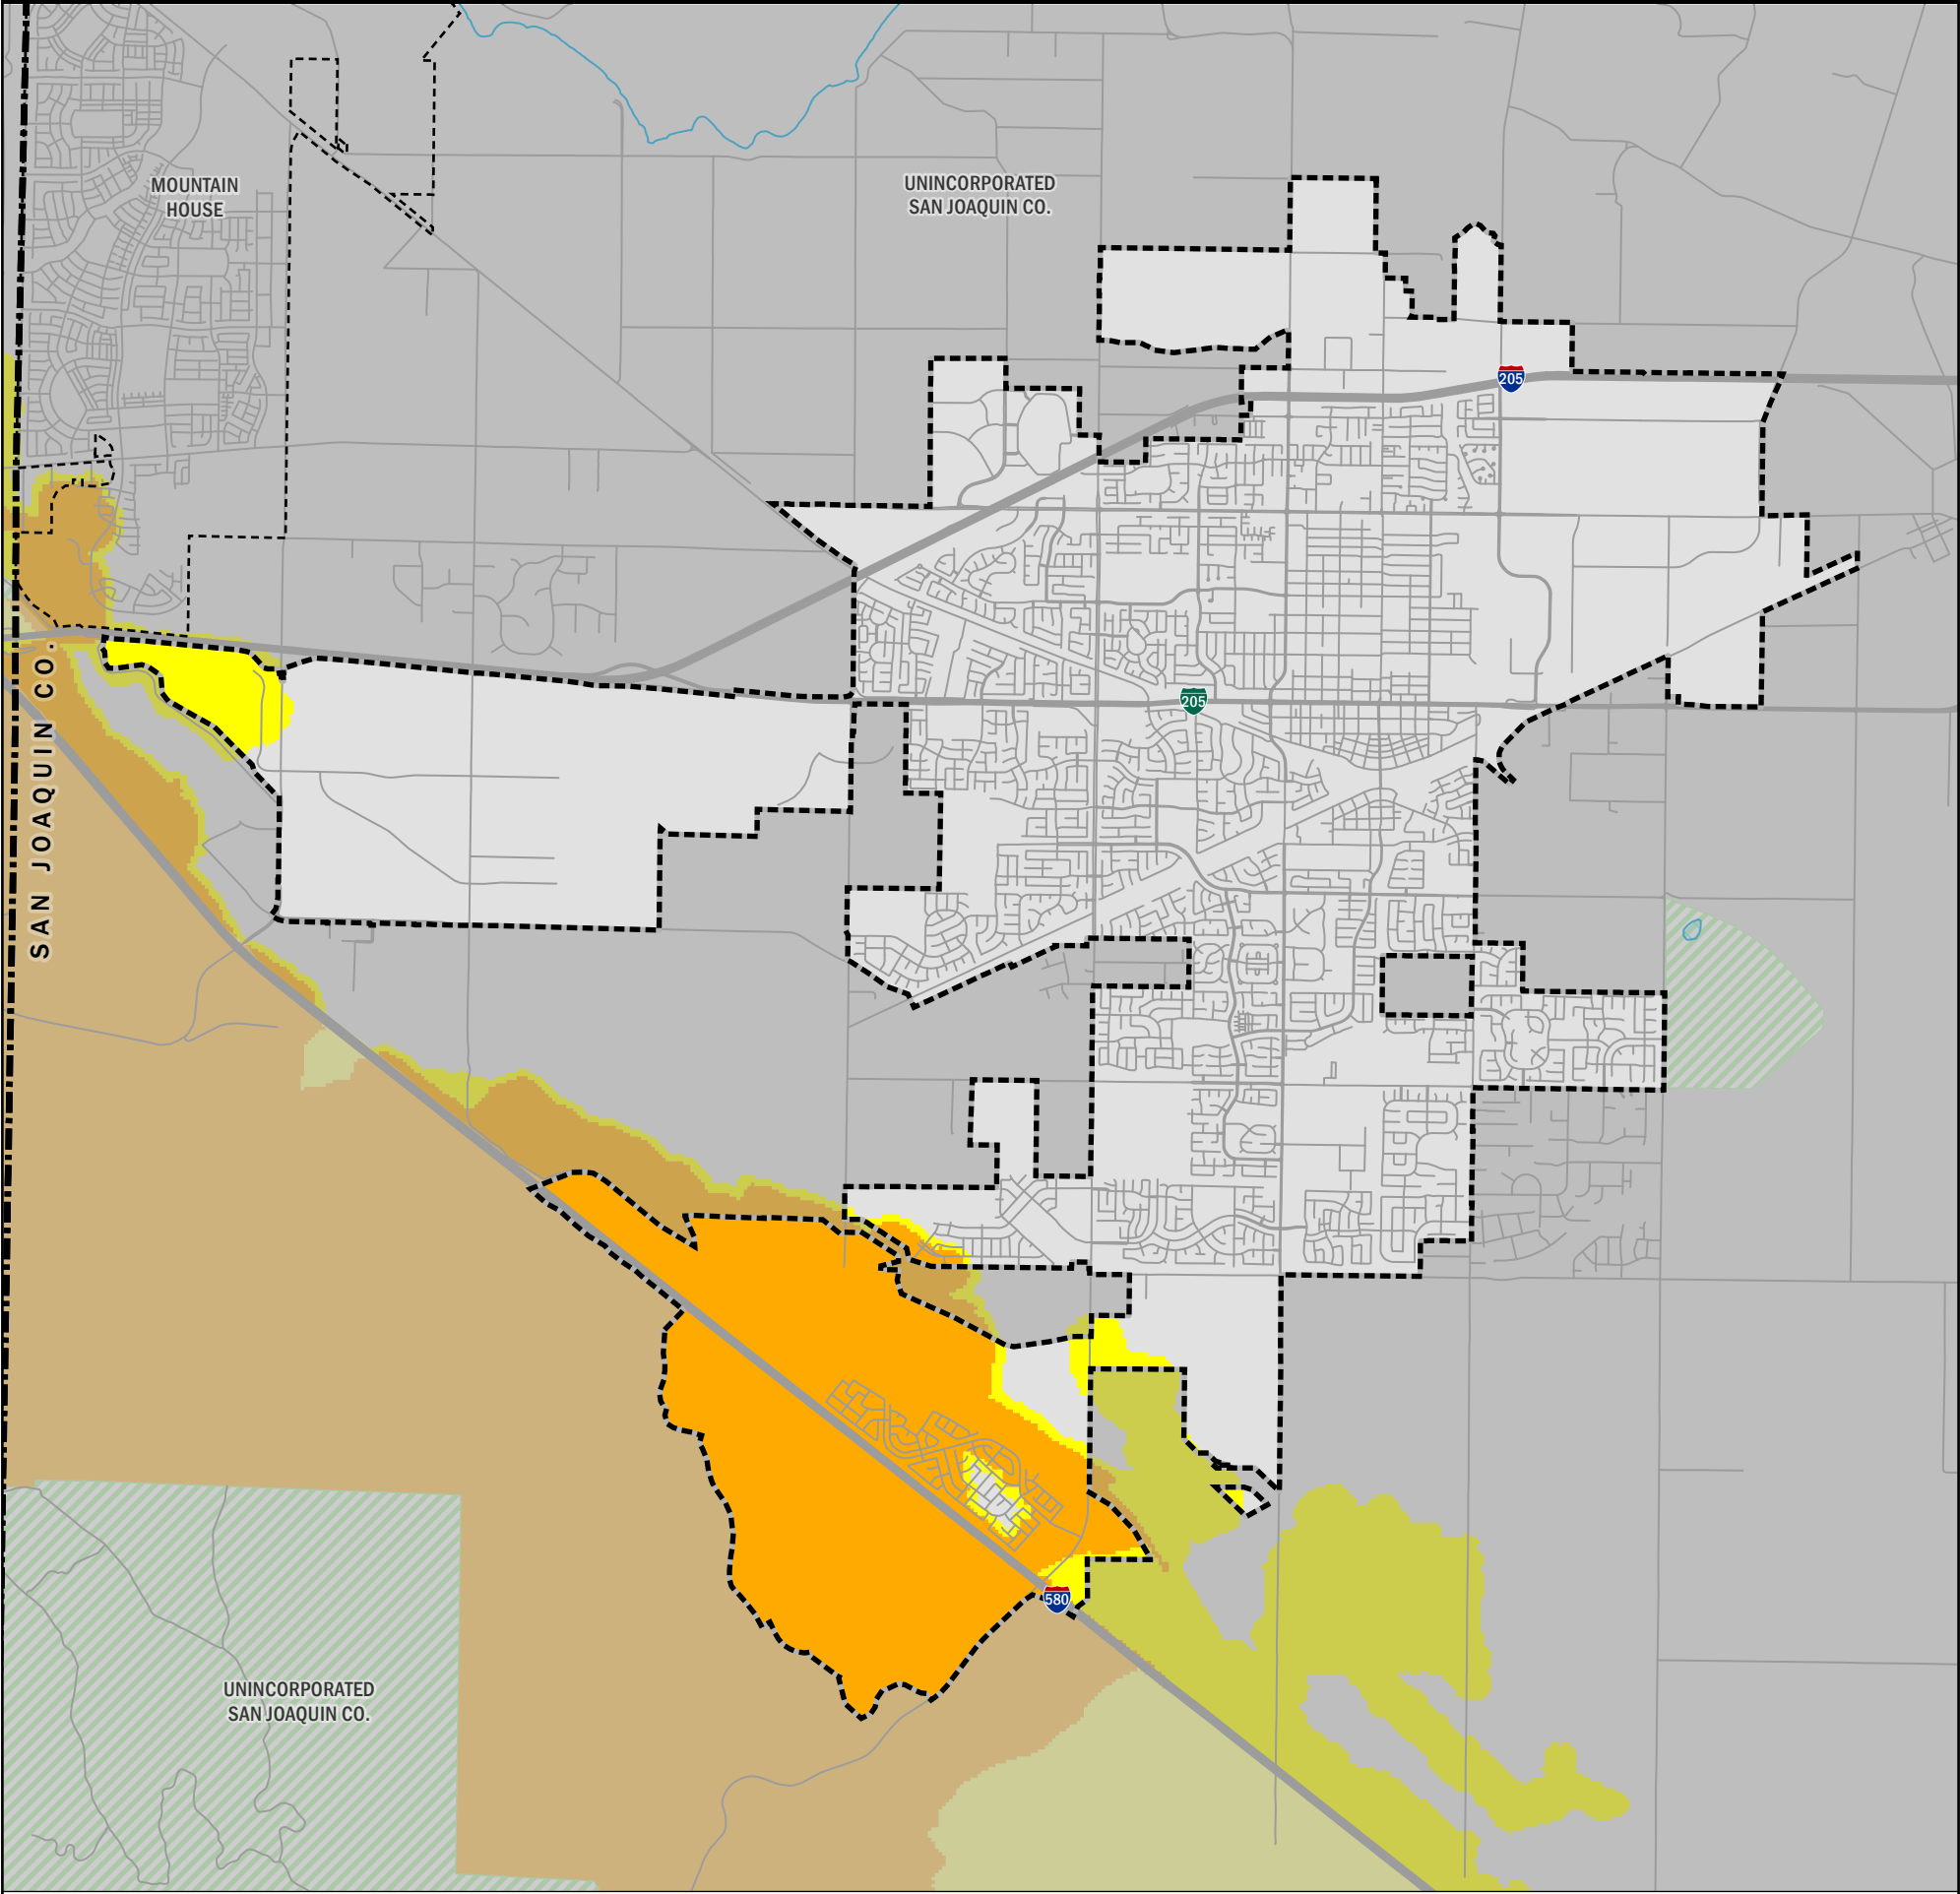 MOUNTAIN
HOUSE
UNINCORPORATED
SAN JOAQUIN CO.
205
205
SAN JOAQUIN CO.
580
UNINCORPORATED
SAN JOAQUIN CO.